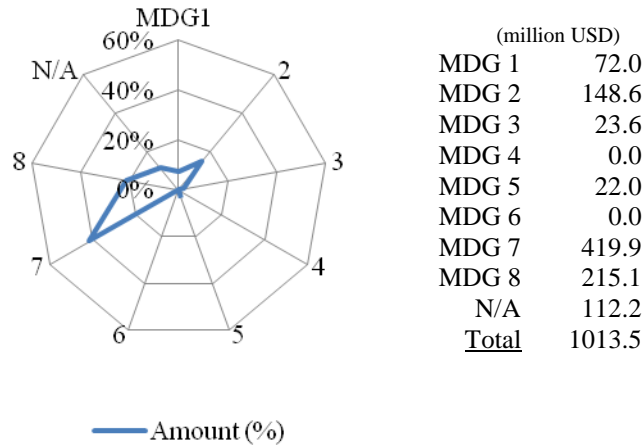 MDG1
60%
40%
20%
0%
2
3
4
5
6
7
8
N/A
Amount (%)
(million USD)
MDG 1 72.0
MDG 2 148.6
MDG 3 23.6
MDG 4 0.0
MDG 5 22.0
MDG 6 0.0
MDG 7 419.9
MDG 8 215.1
N/A 112.2
Total 1013.5